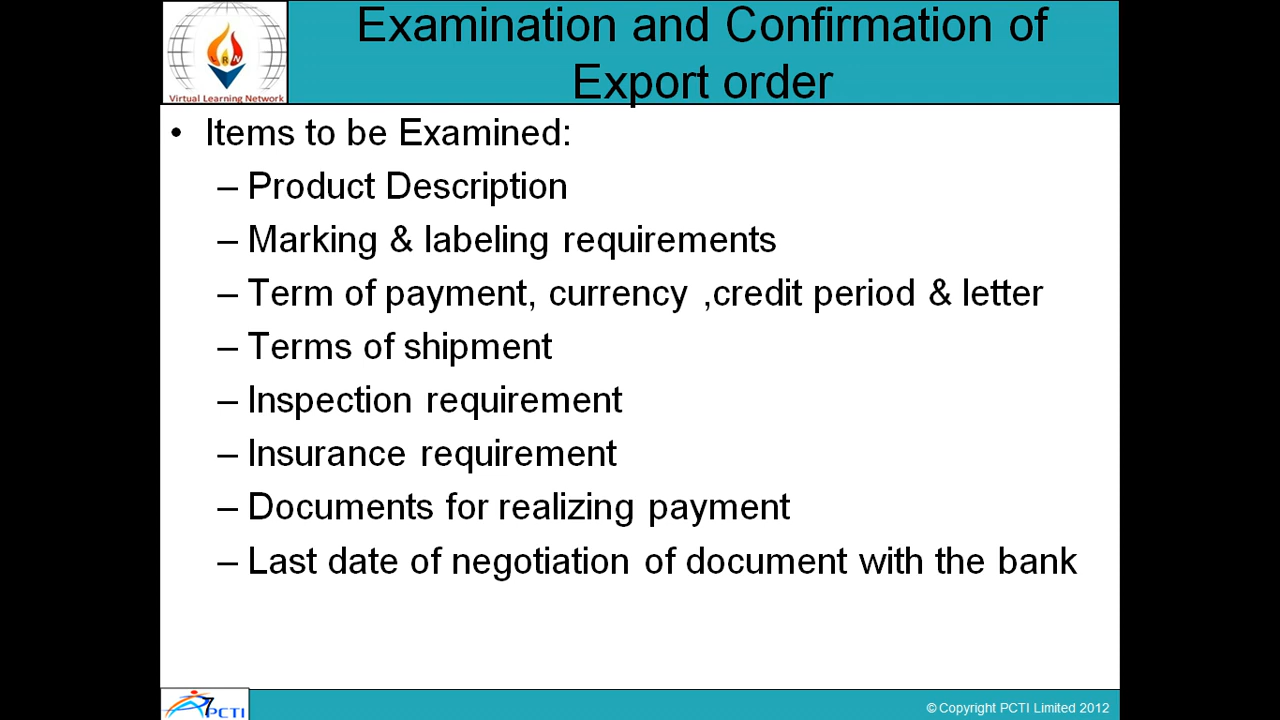 Examination and Confirmation of
Export order
LRN
Virtual Learning Network
• Items to be Examined:
– Product Description
– Marking & labeling requirements
– Term of payment, currency ,credit period & letter
– Terms of shipment
– Inspection requirement
– Insurance requirement
– Documents for realizing payment
– Last date of negotiation of document with the bank
PCTI
© Copyright PCTI Limited 2012